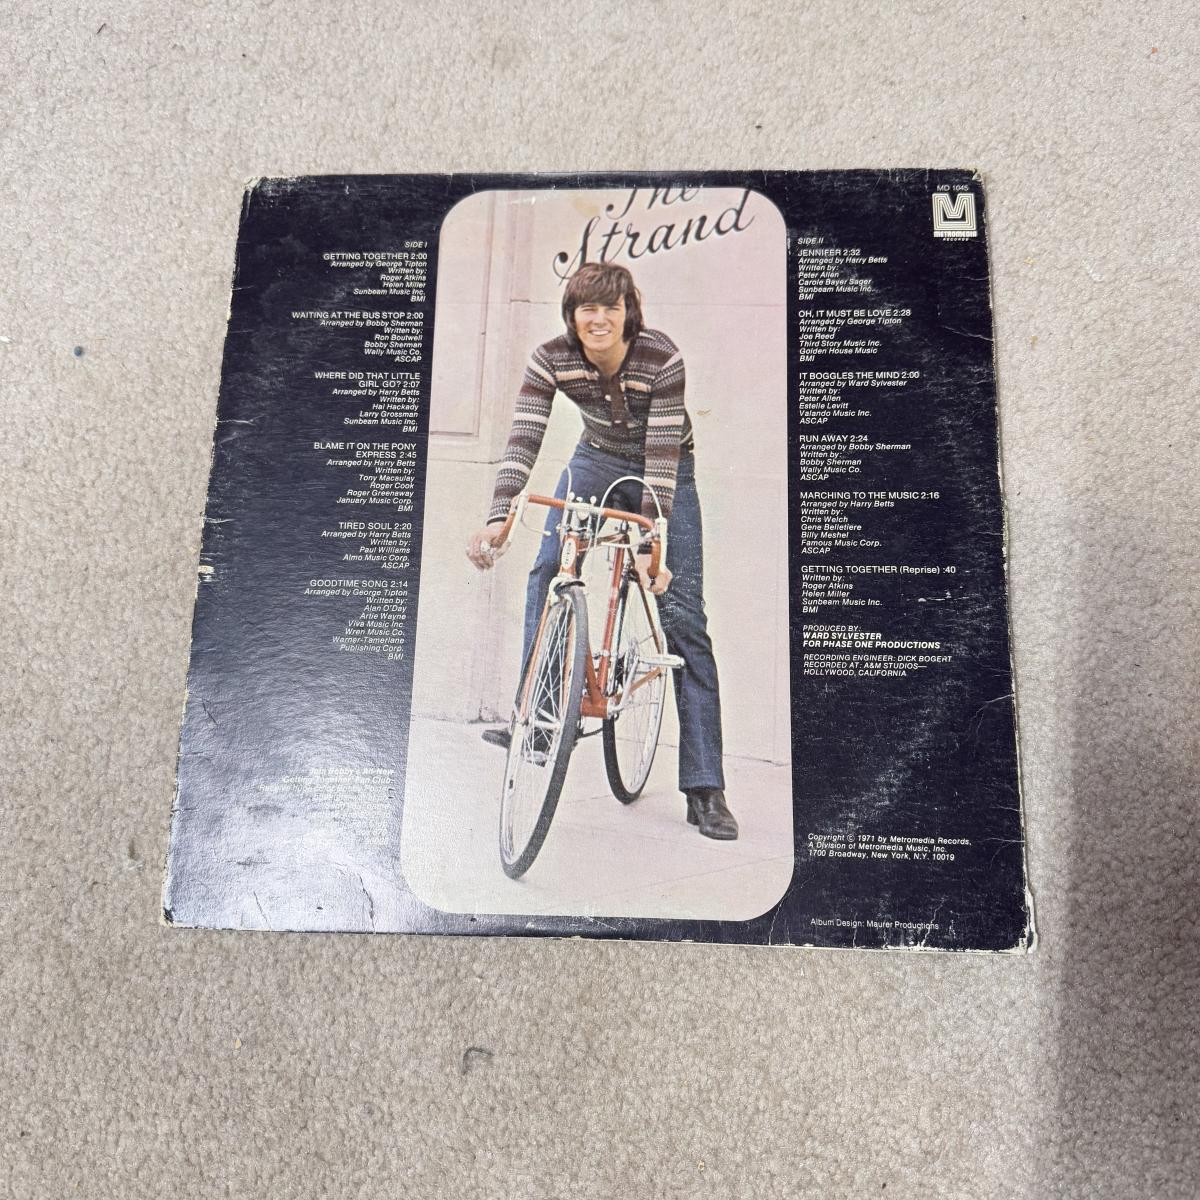 The
Strand
SIDE I
GETTING TOGETHER 2:00
Arranged by George Tipton
Written by:
Roger Atkins
Helen Miller
Sunbeam Music Inc.
BMI
WAITING AT THE BUS STOP 2:00
Arranged by Bobby Sherman
Written by:
Ron Boutwell
Bobby Sherman
Wally Music Co.
ASCAP
WHERE DID THAT LITTLE
GIRL GO? 2:07
Arranged by Harry Betts
Written by:
Hal Hackady
Larry Grossman
Sunbeam Music Inc.
BMI
BLAME IT ON THE PONY
EXPRESS 2:45
Arranged by Harry Betts
Written by:
Tony Macaulay
Roger Cook
Roger Greenaway
January Music Corp.
BMI
TIRED SOUL 2:20
Arranged by Harry Betts
Written by:
Paul Williams
Almo Music Corp.
ASCAP
GOODTIME SONG 2:14
Arranged by George Tipton
Written by:
Alan O'Day
Artie Wayne
Viva Music Inc.
Wren Music Co.
Warner-Tamerlane
Publishing Corp.
BMI
Join Bobby's All-New
'Getting Together' Fan Club.
MD 1045
METROMEDIA
RECORDS
SIDE II
JENNIFER 2:32
Arranged by Harry Betts
Written by:
Peter Allen
Carole Bayer Sager
Sunbeam Music Inc.
BMI
OH, IT MUST BE LOVE 2:28
Arranged by George Tipton
Written by:
Joe Reed
Third Story Music Inc.
Golden House Music
BMI
IT BOGGLES THE MIND 2:00
Arranged by Ward Sylvester
Written by:
Peter Allen
Estelle Levitt
Valando Music Inc.
ASCAP
RUN AWAY 2:24
Arranged by Bobby Sherman
Written by:
Bobby Sherman
Wally Music Co.
ASCAP
MARCHING TO THE MUSIC 2:16
Arranged by Harry Betts
Written by:
Chris Welch
Gene Belletiere
Billy Meshel
Famous Music Corp.
ASCAP
GETTING TOGETHER (Reprise) :40
Written by:
Roger Atkins
Helen Miller
Sunbeam Music Inc.
BMI
PRODUCED BY:
WARD SYLVESTER
FOR PHASE ONE PRODUCTIONS
RECORDING ENGINEER: DICK BOGERT
RECORDED AT: A&M STUDIOS—
HOLLYWOOD, CALIFORNIA
Copyright © 1971 by Metromedia Records,
A Division of Metromedia Music, Inc.
1700 Broadway, New York, N.Y. 10019
Album Design: Maurer Productions